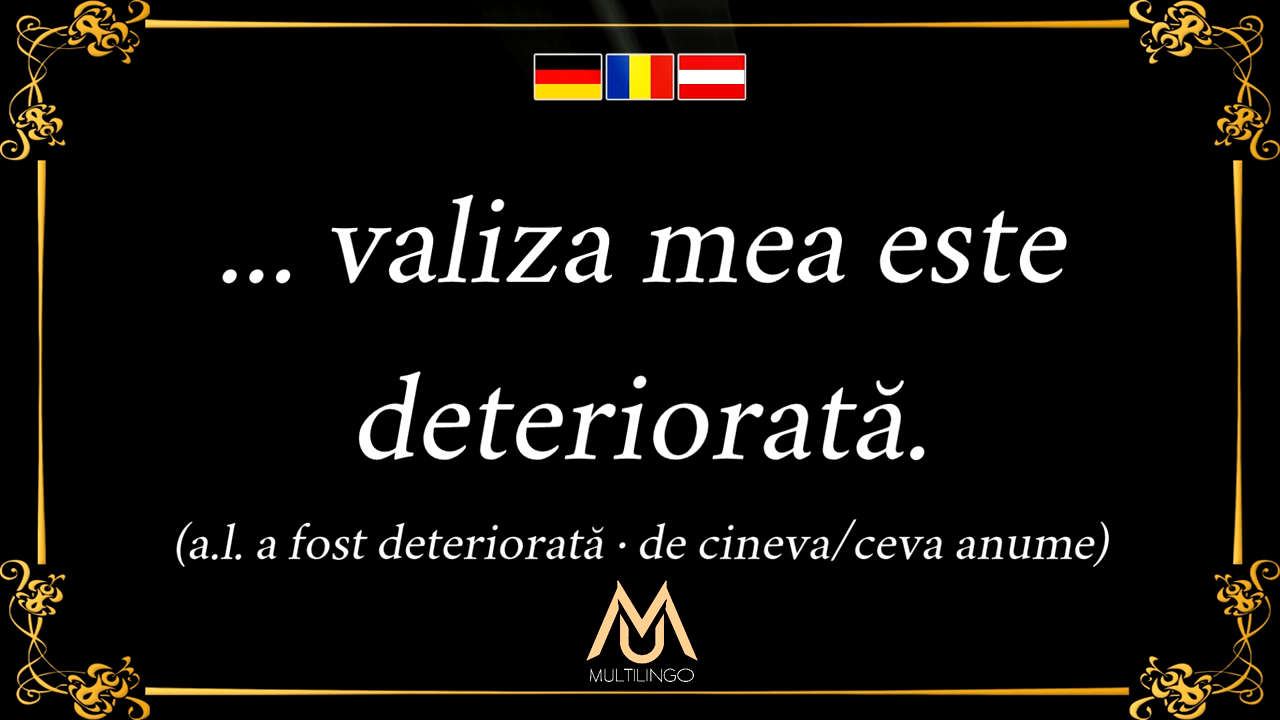 ... valiza mea este
deteriorată.
(a.l. a fost deteriorată · de cineva/ceva anume)
MULTILINGO